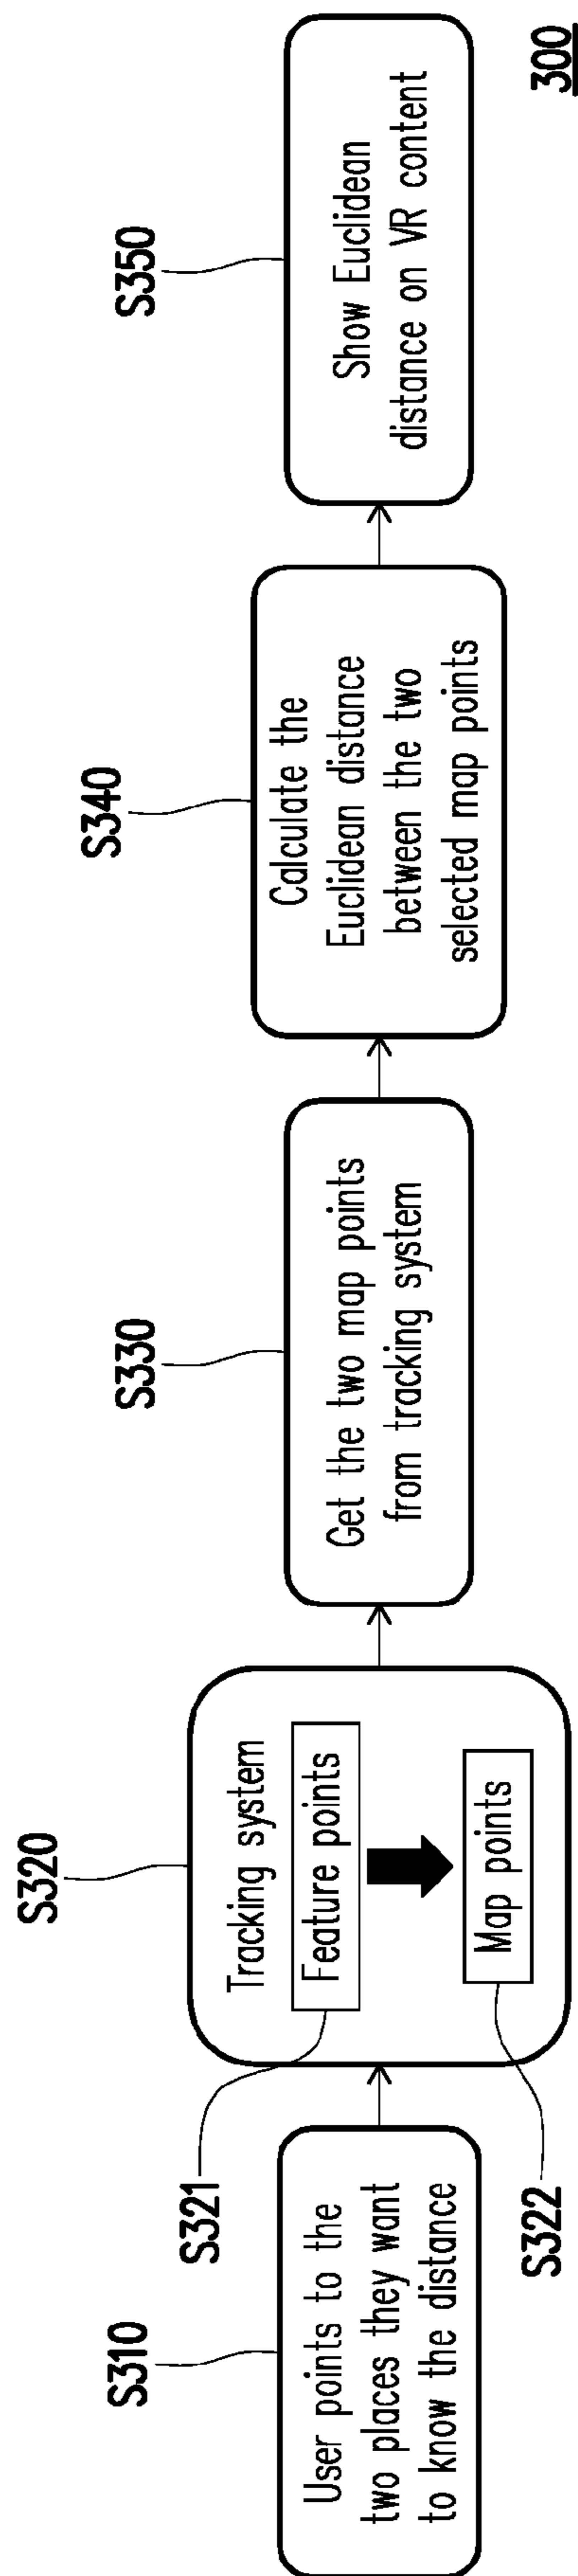 S310
User points to the
two places they want
to know the distance
S320
Tracking system
S321
Feature points
S322
Map points
S330
Get the two map points
from tracking system
S340
Calculate the
Euclidean distance
between the two
selected map points
S350
Show Euclidean
distance on VR content
300